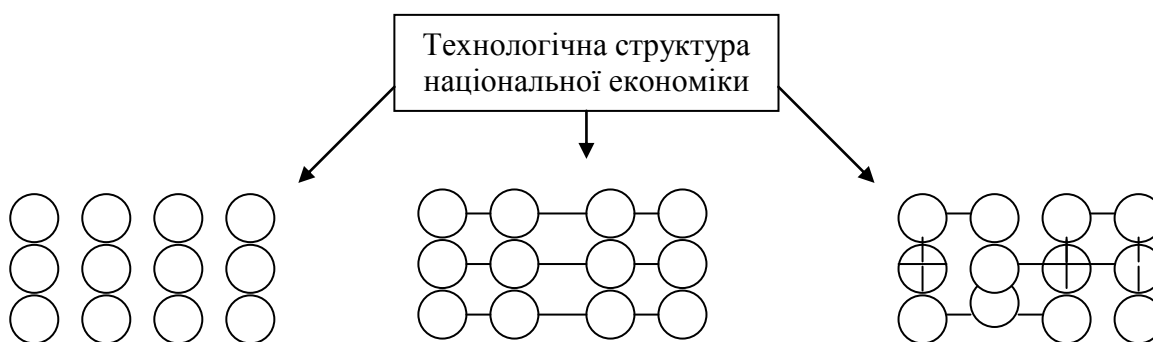 Технологічна структура
національної економіки